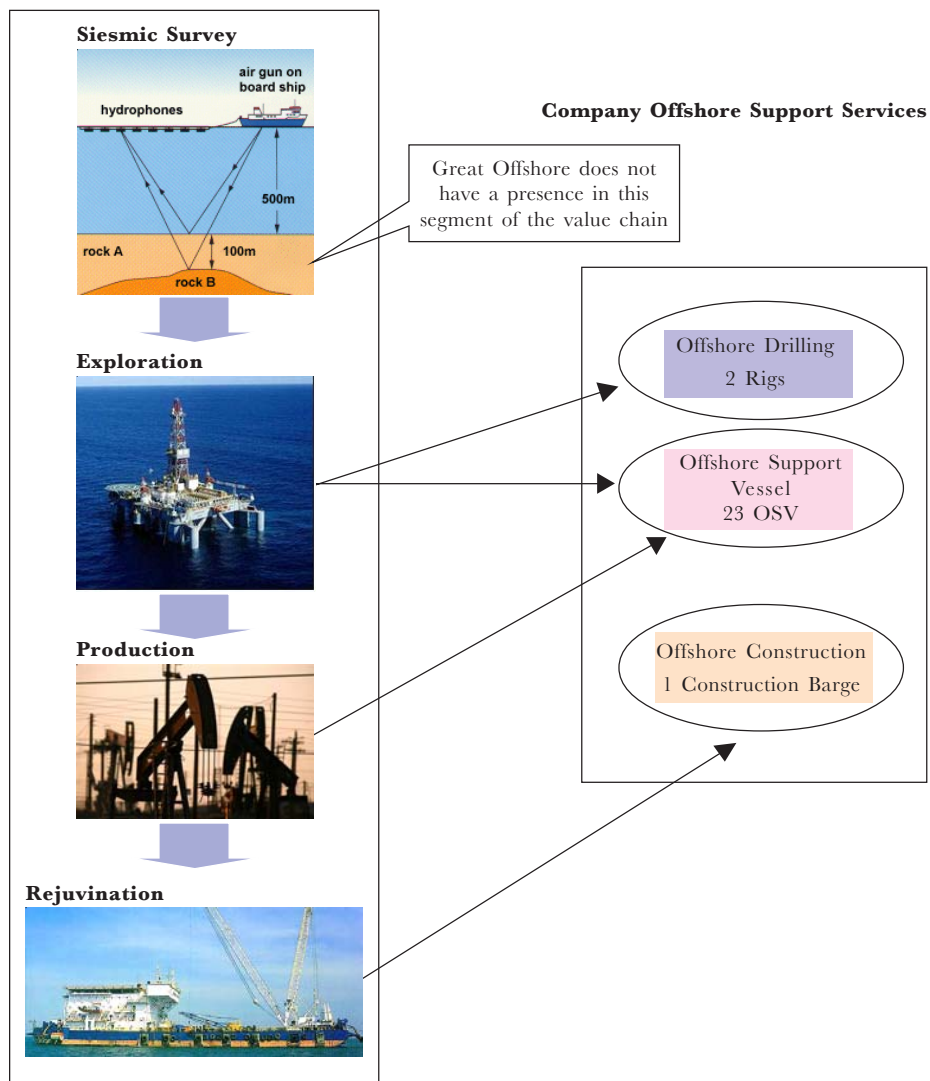 Siesmic Survey
air gun on
board ship
hydrophones
500m
rock A
100m
rock B
Great Offshore does not
have a presence in this
segment of the value chain
Exploration
Production
Rejuvination
Company Offshore Support Services
Offshore Drilling
2 Rigs
Offshore Support
Vessel
23 OSV
Offshore Construction
1 Construction Barge